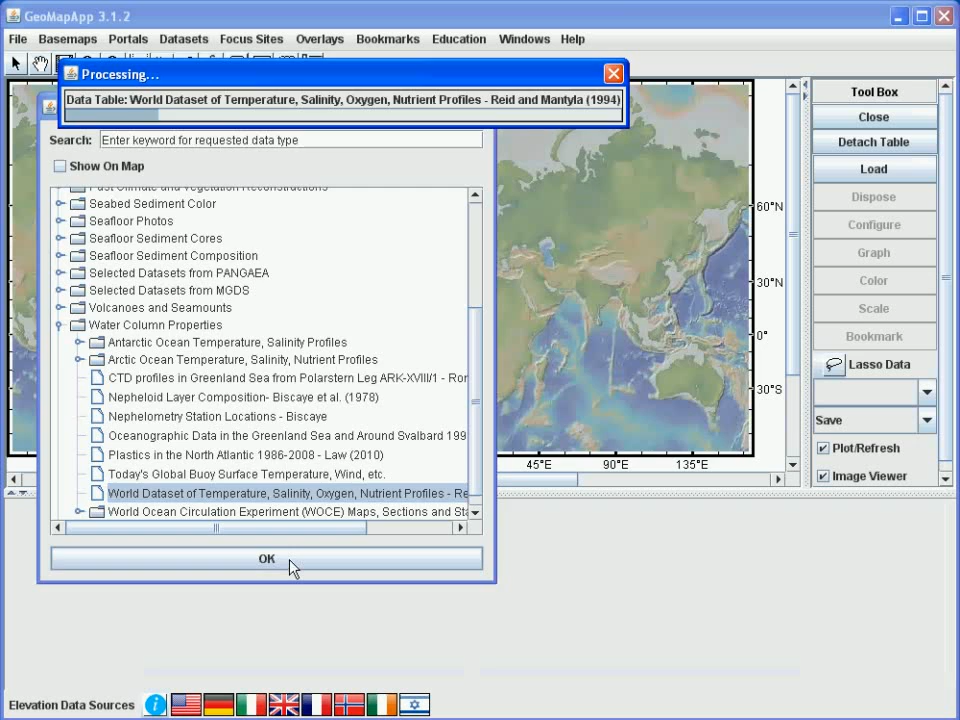 GeoMapApp 3.1.2
File Basemaps Portals Datasets Focus Sites Overlays Bookmarks Education Windows Help
Processing...
Data Table: World Dataset of Temperature, Salinity, Oxygen, Nutrient Profiles - Reid and Mantyla (1994)
Search: Enter keyword for requested data type
Show On Map
Past Climate and Vegetation Reconstructions
Seabed Sediment Color
Seafloor Photos
Seafloor Sediment Cores
Seafloor Sediment Composition
Selected Datasets from PANGAEA
Selected Datasets from MGDS
Volcanoes and Seamounts
Water Column Properties
Antarctic Ocean Temperature, Salinity Profiles
Arctic Ocean Temperature, Salinity, Nutrient Profiles
CTD profiles in Greenland Sea from Polarstern Leg ARK-XVIII/1 - Ror
Nepheloid Layer Composition- Biscaye et al. (1978)
Nephelometry Station Locations - Biscaye
Oceanographic Data in the Greenland Sea and Around Svalbard 199
Plastics in the North Atlantic 1986-2008 - Law (2010)
Today's Global Buoy Surface Temperature, Wind, etc.
World Dataset of Temperature, Salinity, Oxygen, Nutrient Profiles - Re
World Ocean Circulation Experiment (WOCE) Maps, Sections and Sta
OK
60°N
30°N
0°
30°S
45°E 90°E 135°E
Tool Box
Close
Detach Table
Load
Dispose
Configure
Graph
Color
Scale
Bookmark
Lasso Data
Save
Plot/Refresh
Image Viewer
Elevation Data Sources